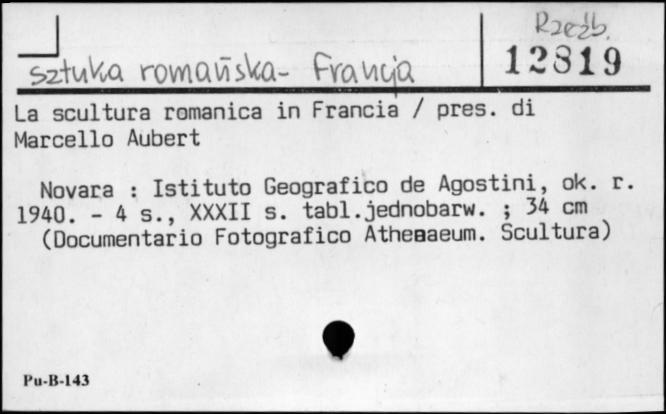 Rzeźb.
12819
sztuka romańska - Francja
La scultura romanica in Francia / pres. di
Marcello Aubert
Novara : Istituto Geografico de Agostini, ok. r.
1940. - 4 s., XXXII s. tabl.jednobarw. ; 34 cm
(Documentario Fotografico Athenaeum. Scultura)
Pu-B-143